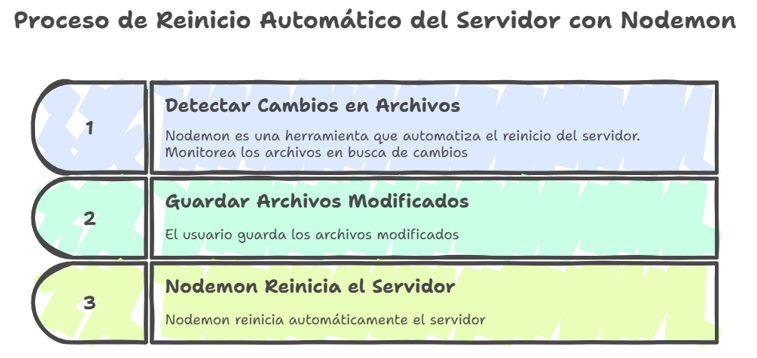 Proceso de Reinicio Automático del Servidor con Nodemon
1
Detectar Cambios en Archivos
Nodemon es una herramienta que automatiza el reinicio del servidor.
Monitorea los archivos en busca de cambios
2
Guardar Archivos Modificados
El usuario guarda los archivos modificados
3
Nodemon Reinicia el Servidor
Nodemon reinicia automáticamente el servidor